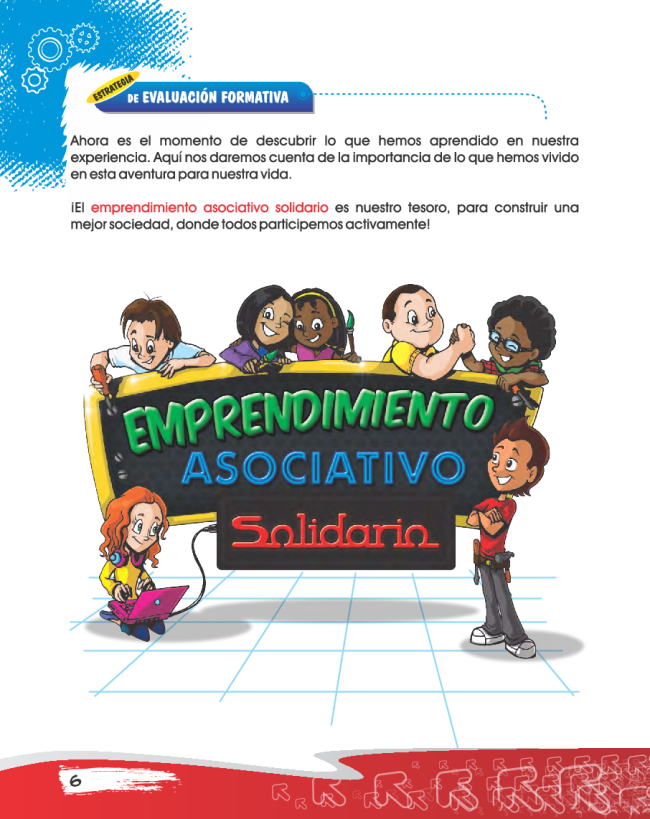 ESTRATEGIA
DE EVALUACIÓN FORMATIVA
Ahora es el momento de descubrir lo que hemos aprendido en nuestra
experiencia. Aquí nos daremos cuenta de la importancia de lo que hemos vivido
en esta aventura para nuestra vida.
¡El emprendimiento asociativo solidario es nuestro tesoro, para construir una
mejor sociedad, donde todos participemos activamente!
EMPRENDIMIENTO
ASOCIATIVO
Solidario
6